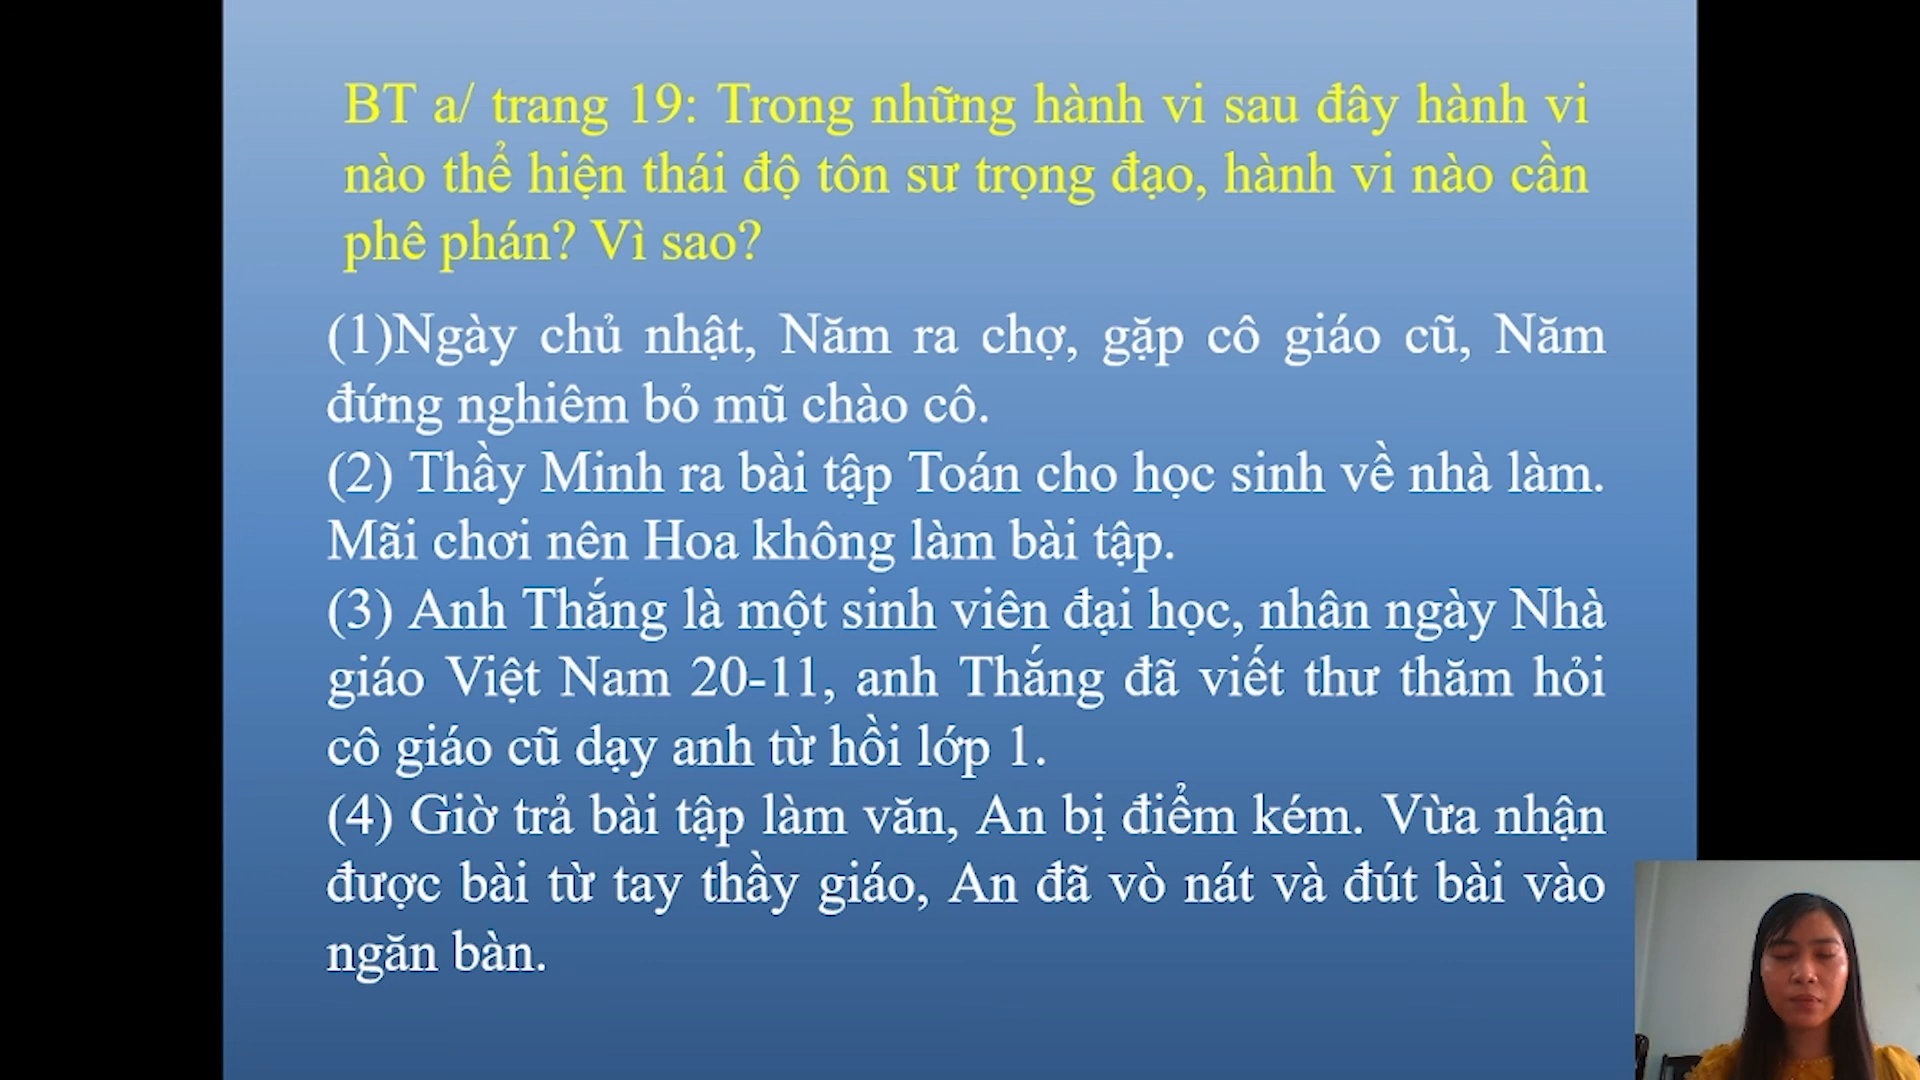 BT a/ trang 19: Trong những hành vi sau đây hành vi
nào thể hiện thái độ tôn sư trọng đạo, hành vi nào cần
phê phán? Vì sao?
(1)Ngày chủ nhật, Năm ra chợ, gặp cô giáo cũ, Năm
đứng nghiêm bỏ mũ chào cô.
(2) Thầy Minh ra bài tập Toán cho học sinh về nhà làm.
Mãi chơi nên Hoa không làm bài tập.
(3) Anh Thắng là một sinh viên đại học, nhân ngày Nhà
giáo Việt Nam 20-11, anh Thắng đã viết thư thăm hỏi
cô giáo cũ dạy anh từ hồi lớp 1.
(4) Giờ trả bài tập làm văn, An bị điểm kém. Vừa nhận
được bài từ tay thầy giáo, An đã vò nát và đút bài vào
ngăn bàn.